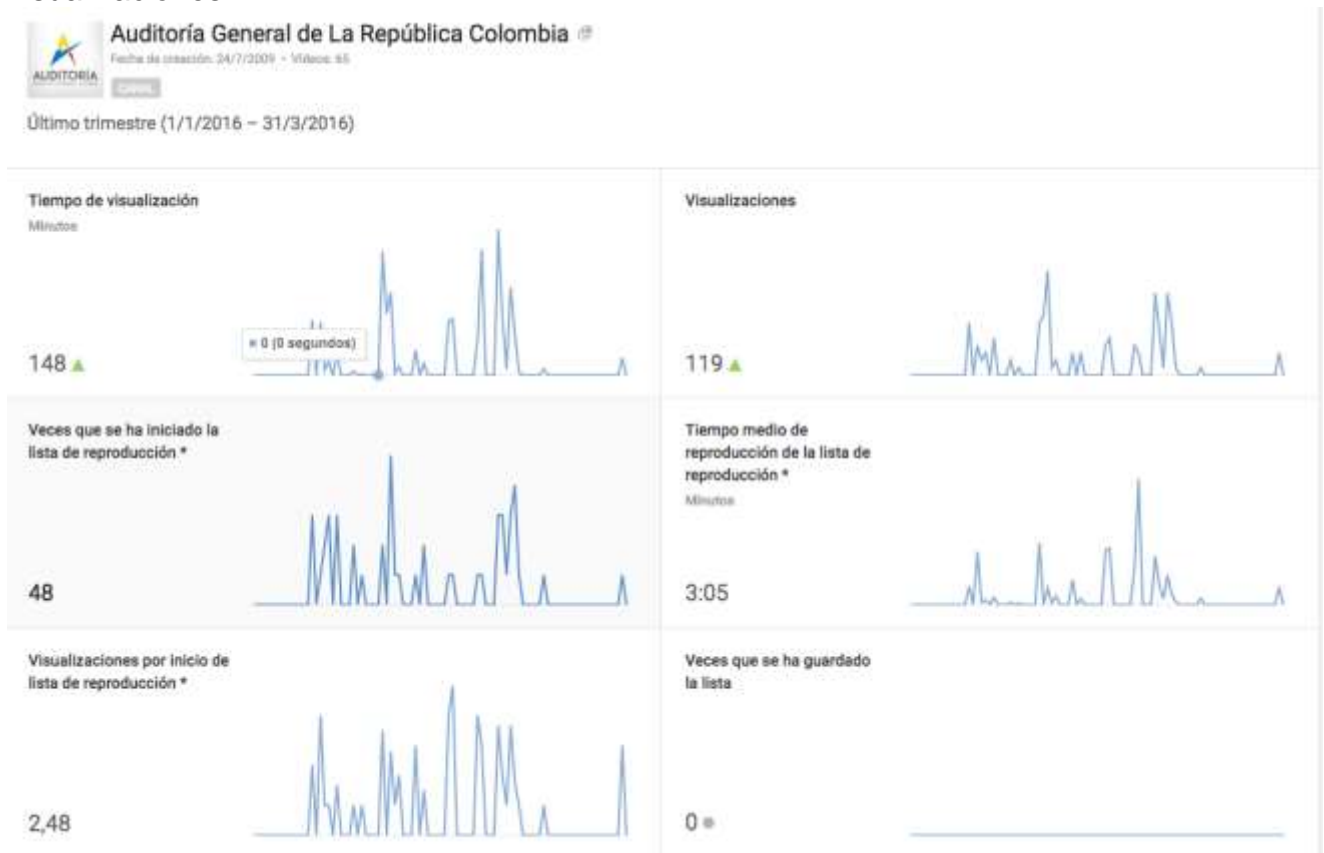 Auditoría General de La República Colombia
AUDITORÍA
Fecha de creación: 24/7/2009 • Vídeos: 65
CANAL
Último trimestre (1/1/2016 – 31/3/2016)
Tiempo de visualización
Minutos
0 (0 segundos)
148
Visualizaciones
119
Veces que se ha iniciado la
lista de reproducción *
48
Tiempo medio de
reproducción de la lista de
reproducción *
Minutos
3:05
Visualizaciones por inicio de
lista de reproducción *
2,48
Veces que se ha guardado
la lista
0